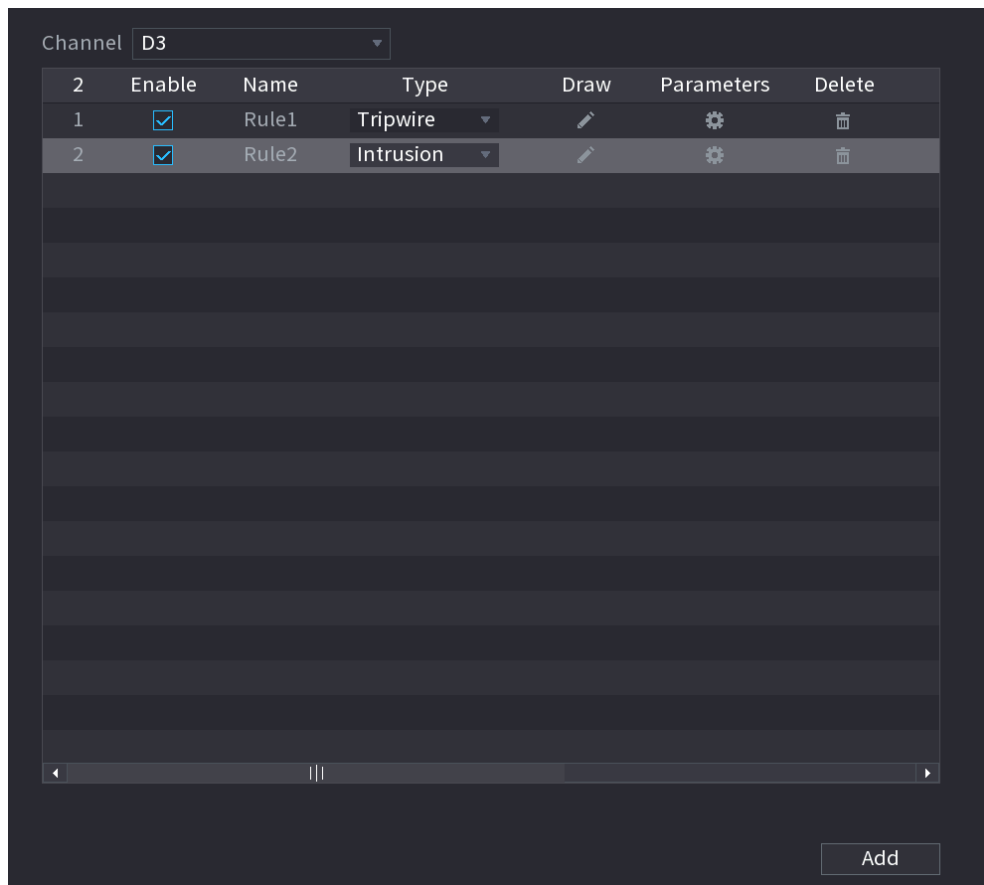 Channel D3
2 Enable Name Type Draw Parameters Delete
1 Rule1 Tripwire
2 Rule2 Intrusion
Add